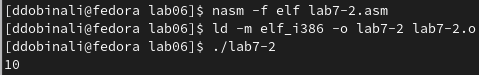 [ddobinali@fedora lab06]$ nasm -f elf lab7-2.asm
[ddobinali@fedora lab06]$ ld -m elf_i386 -o lab7-2 lab7-2.o
[ddobinali@fedora lab06]$ ./lab7-2
10